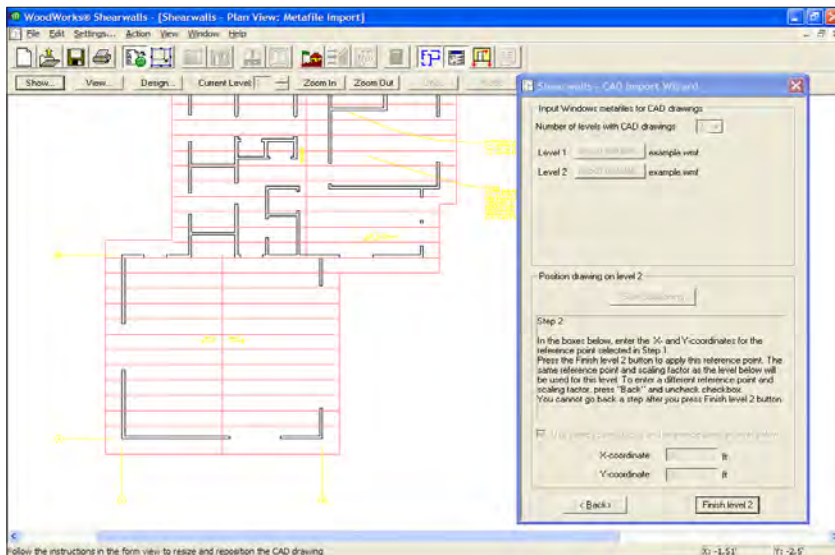 WoodWorks® Shearwalls - [Shearwalls - Plan View: Metafile Import]
File Edit Settings... Action View Window Help
Show... View... Design... Current Level Zoom In Zoom Out
Shearwalls - CAD Import Wizard
Input Windows metafiles for CAD drawings
Number of levels with CAD drawings
Level 1 example.wmf
Level 2 example.wmf
Position drawing on level 2
Step 2:
In the boxes below, enter the X- and Y-coordinates for the
reference point selected in Step 1.
Press the Finish level 2 button to apply this reference point. The
same reference point and scaling factor as the level below will
be used for this level. To enter a different reference point and
scaling factor, press "Back" and uncheck checkbox.
You cannot go back a step after you press Finish level 2 button.
X-coordinate ft
Y-coordinate ft
< Back Finish level 2
Follow the instructions in the form view to resize and reposition the CAD drawing
X: -1.51' Y: -2.5'